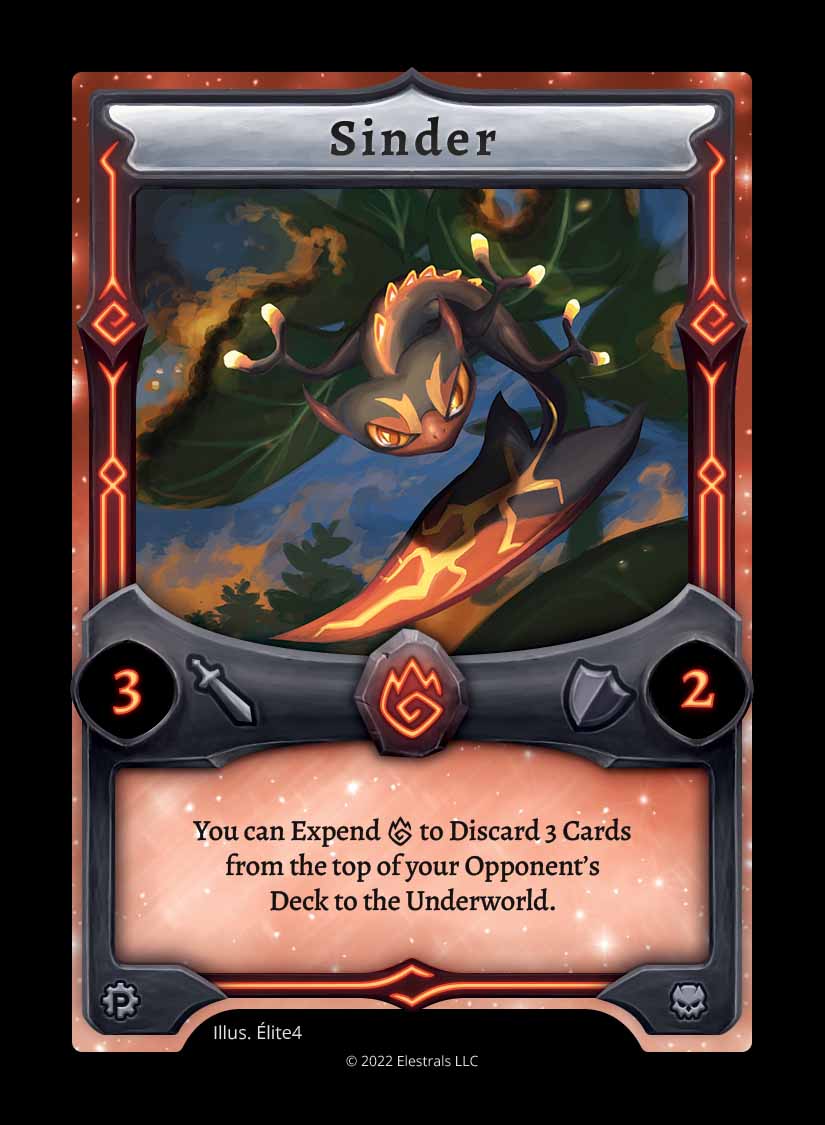 Sinder
3
2
You can Expend to Discard 3 Cards
from the top of your Opponent's
Deck to the Underworld.
P
Illus. Élite4
© 2022 Elestrals LLC